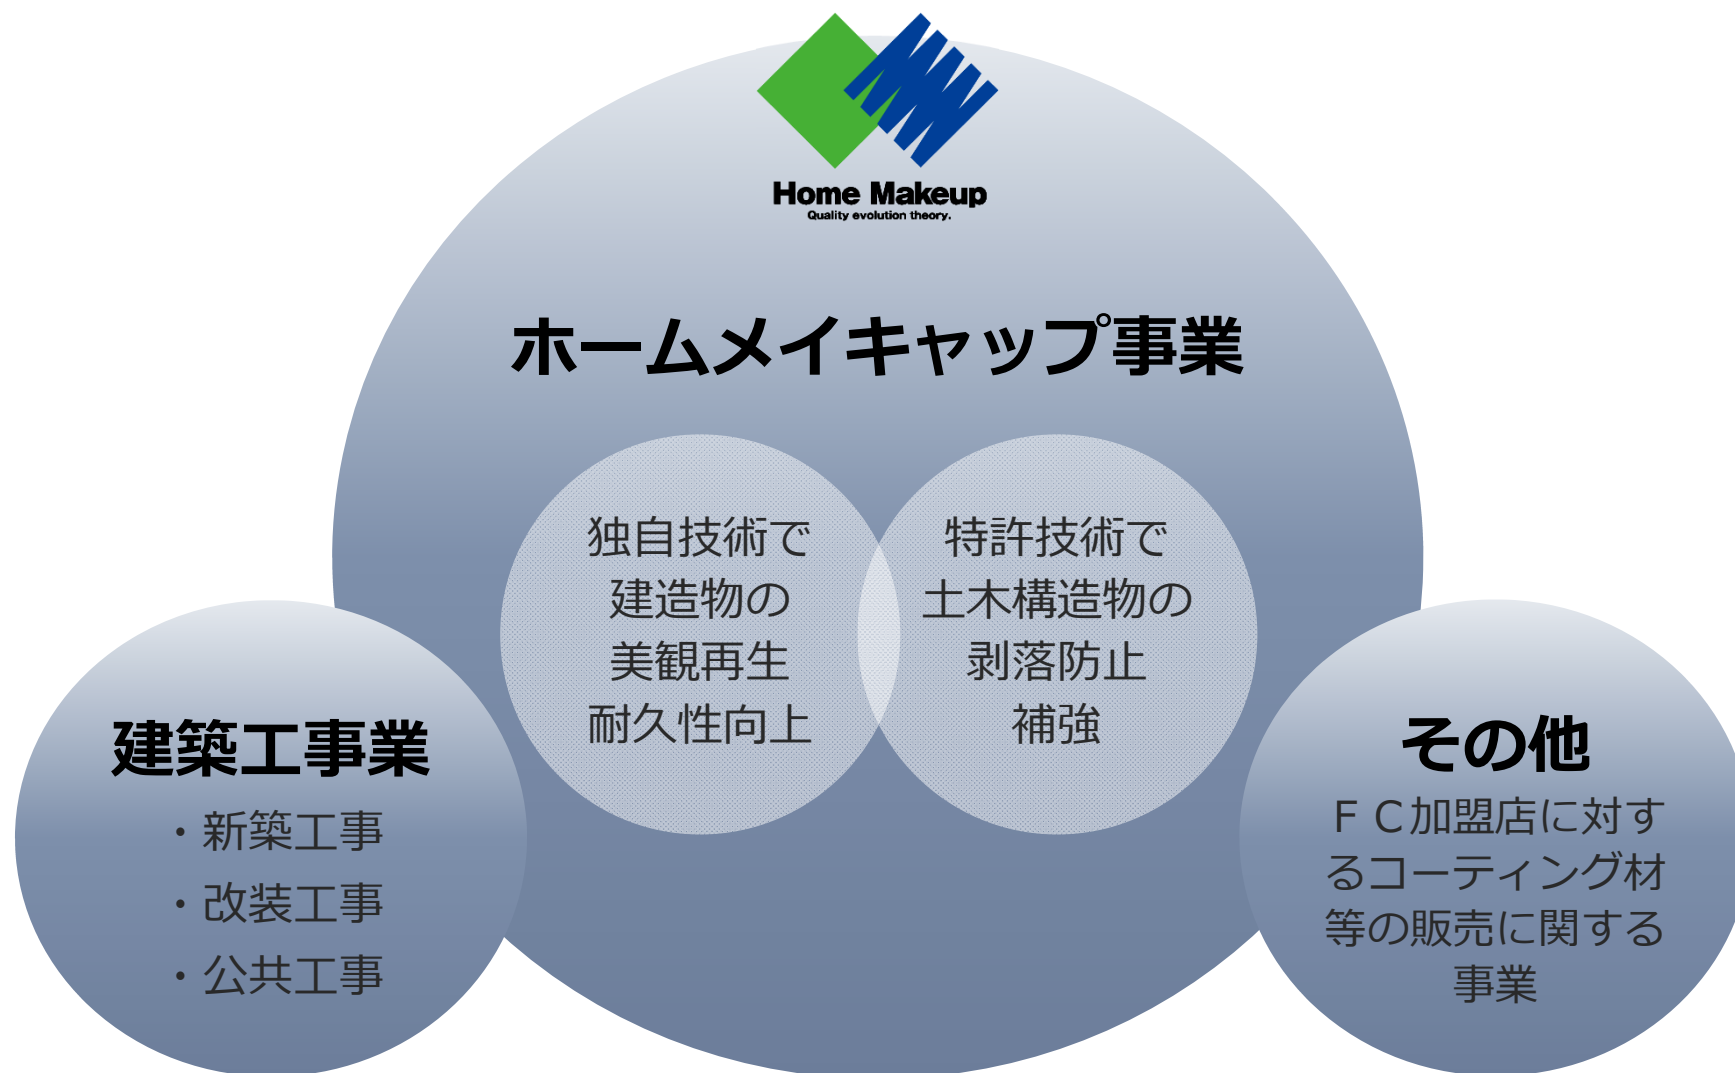 Home Makeup
Quality evolution theory.
ホームメイキャップ事業
独自技術で
建造物の
美観再生
耐久性向上
特許技術で
土木構造物の
剥落防止
補強
建築工事業
・新築工事
・改装工事
・公共工事
その他
ＦＣ加盟店に対す
るコーティング材
等の販売に関する
事業